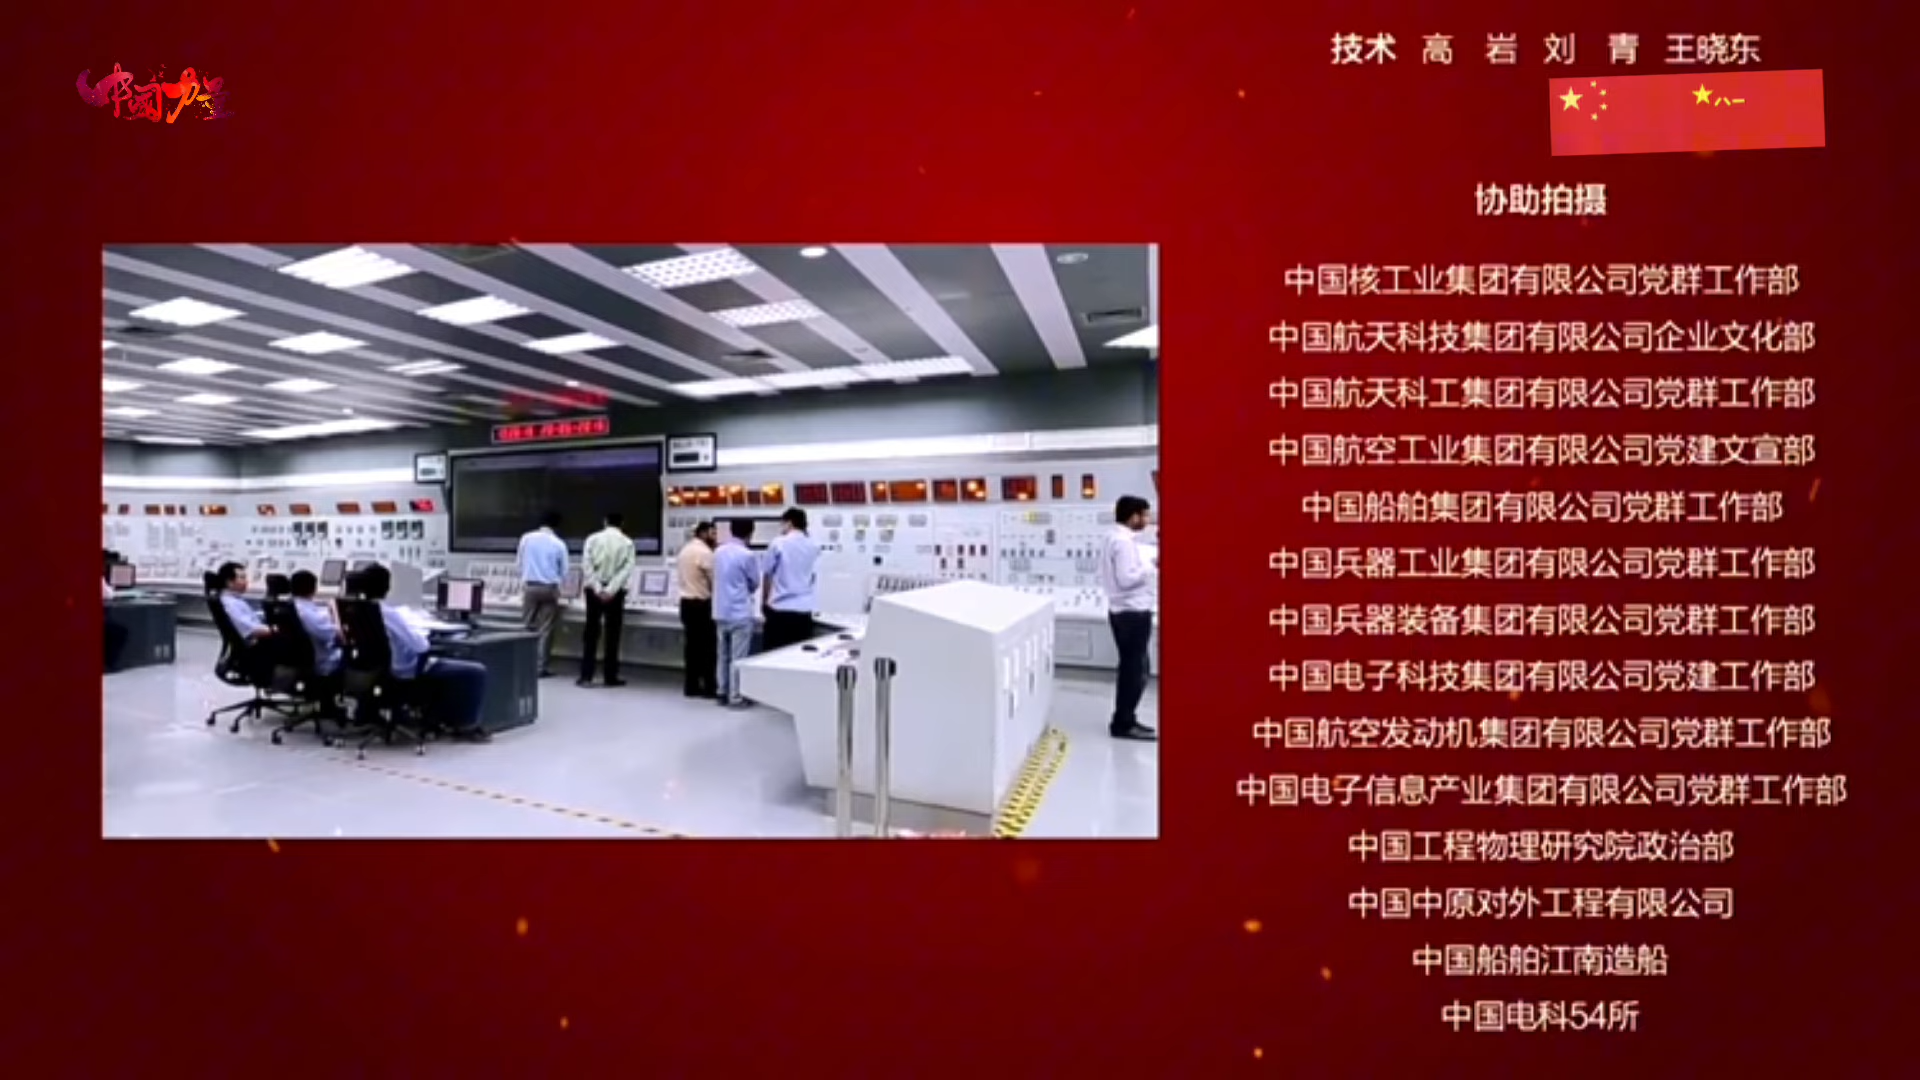 中国力量
技术 高 岩 刘 青 王晓东
八一
协助拍摄
中国核工业集团有限公司党群工作部
中国航天科技集团有限公司企业文化部
中国航天科工集团有限公司党群工作部
中国航空工业集团有限公司党建文宣部
中国船舶集团有限公司党群工作部
中国兵器工业集团有限公司党群工作部
中国兵器装备集团有限公司党群工作部
中国电子科技集团有限公司党建工作部
中国航空发动机集团有限公司党群工作部
中国电子信息产业集团有限公司党群工作部
中国工程物理研究院政治部
中国中原对外工程有限公司
中国船舶江南造船
中国电科54所